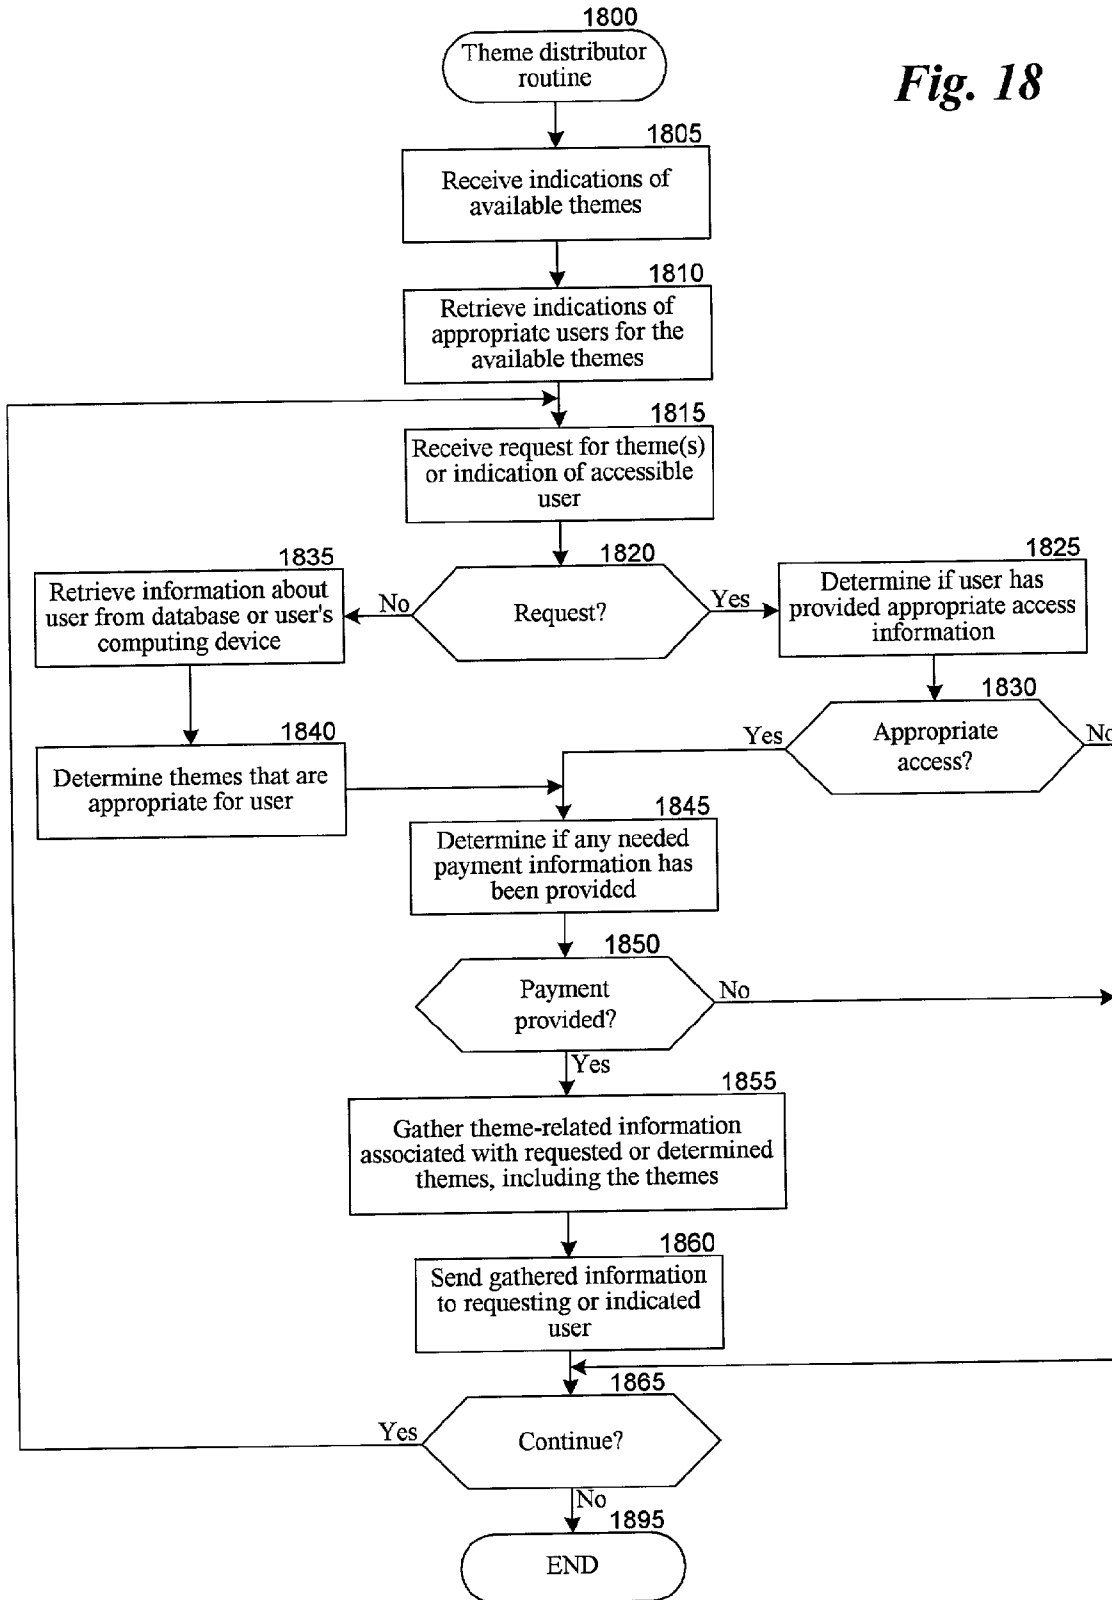 1800
Theme distributor
routine
Fig. 18
1805
Receive indications of
available themes
1810
Retrieve indications of
appropriate users for the
available themes
1815
Receive request for theme(s)
or indication of accessible
user
1820
Request?
No
Yes
1835
Retrieve information about
user from database or user's
computing device
1825
Determine if user has
provided appropriate access
information
1830
Appropriate
access?
Yes
No
1840
Determine themes that are
appropriate for user
1845
Determine if any needed
payment information has
been provided
1850
Payment
provided?
No
Yes
1855
Gather theme-related information
associated with requested or determined
themes, including the themes
1860
Send gathered information
to requesting or indicated
user
1865
Continue?
Yes
No
1895
END